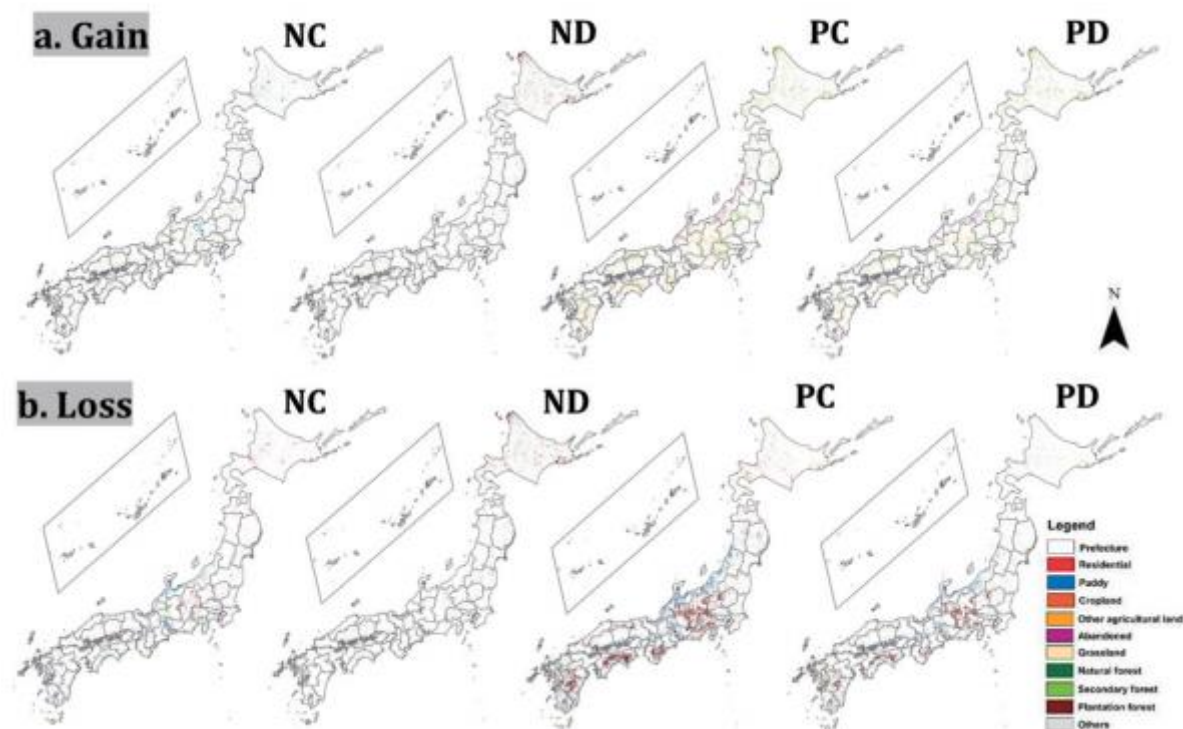 a. Gain
NC
ND
PC
PD
N
b. Loss
NC
ND
PC
PD
Legend
Prefecture
Residential
Paddy
Cropland
Other agricultural land
Abandoned
Grassland
Natural forest
Secondary forest
Plantation forest
Others